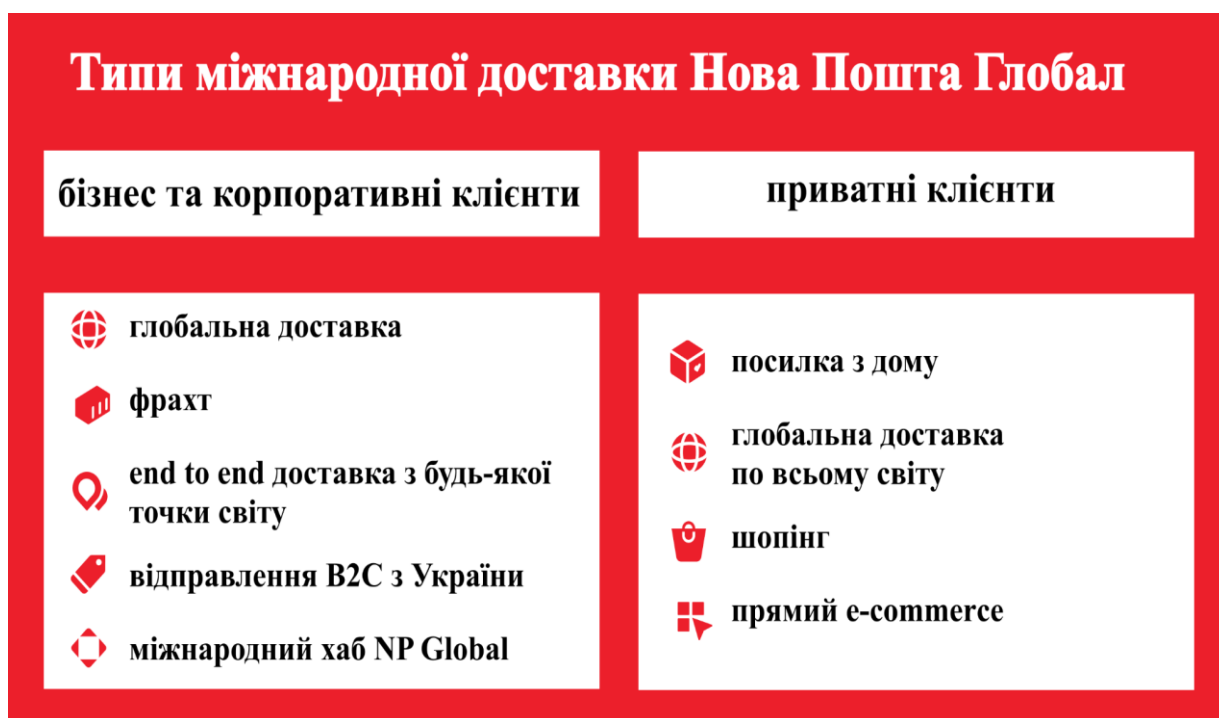 Типи міжнародної доставки Нова Пошта Глобал
бізнес та корпоративні клієнти
глобальна доставка
фрахт
end to end доставка з будь-якої
точки світу
відправлення B2C з України
міжнародний хаб NP Global
приватні клієнти
посилка з дому
глобальна доставка
по всьому світу
шопінг
прямий e-commerce